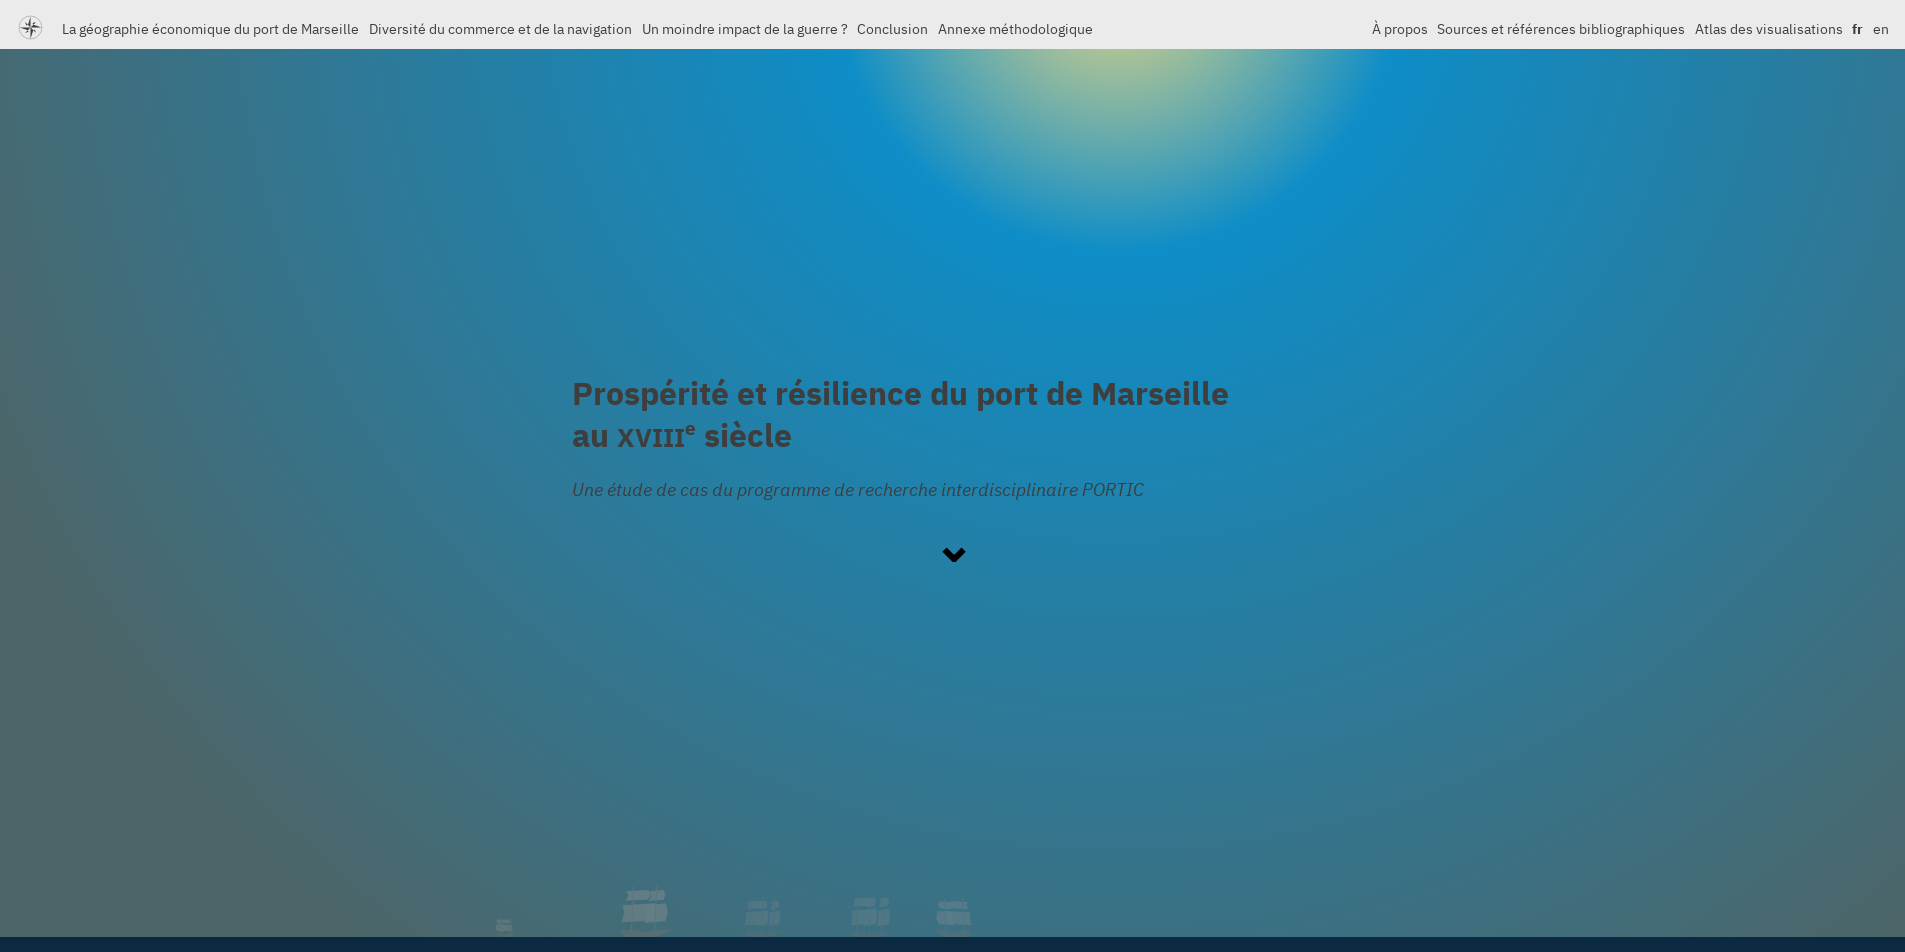 La géographie économique du port de Marseille Diversité du commerce et de la navigation Un moindre impact de la guerre ? Conclusion Annexe méthodologique À propos Sources et références bibliographiques Atlas des visualisations fr en
Prospérité et résilience du port de Marseille
au XVIIIe siècle
Une étude de cas du programme de recherche interdisciplinaire PORTIC